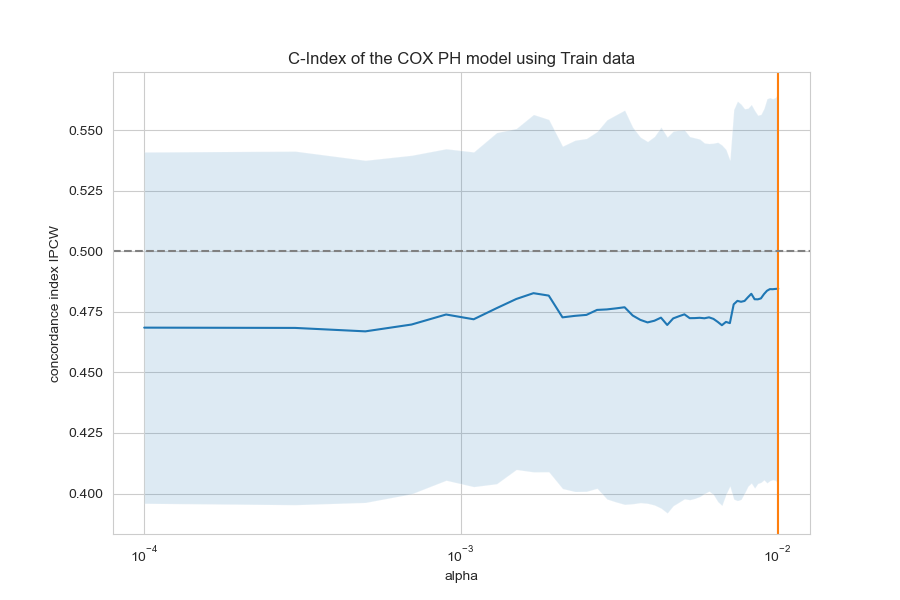 C-Index of the COX PH model using Train data
concordance index IPCW
0.550
0.525
0.500
0.475
0.450
0.425
0.400
10⁻⁴ 10⁻³ 10⁻²
alpha